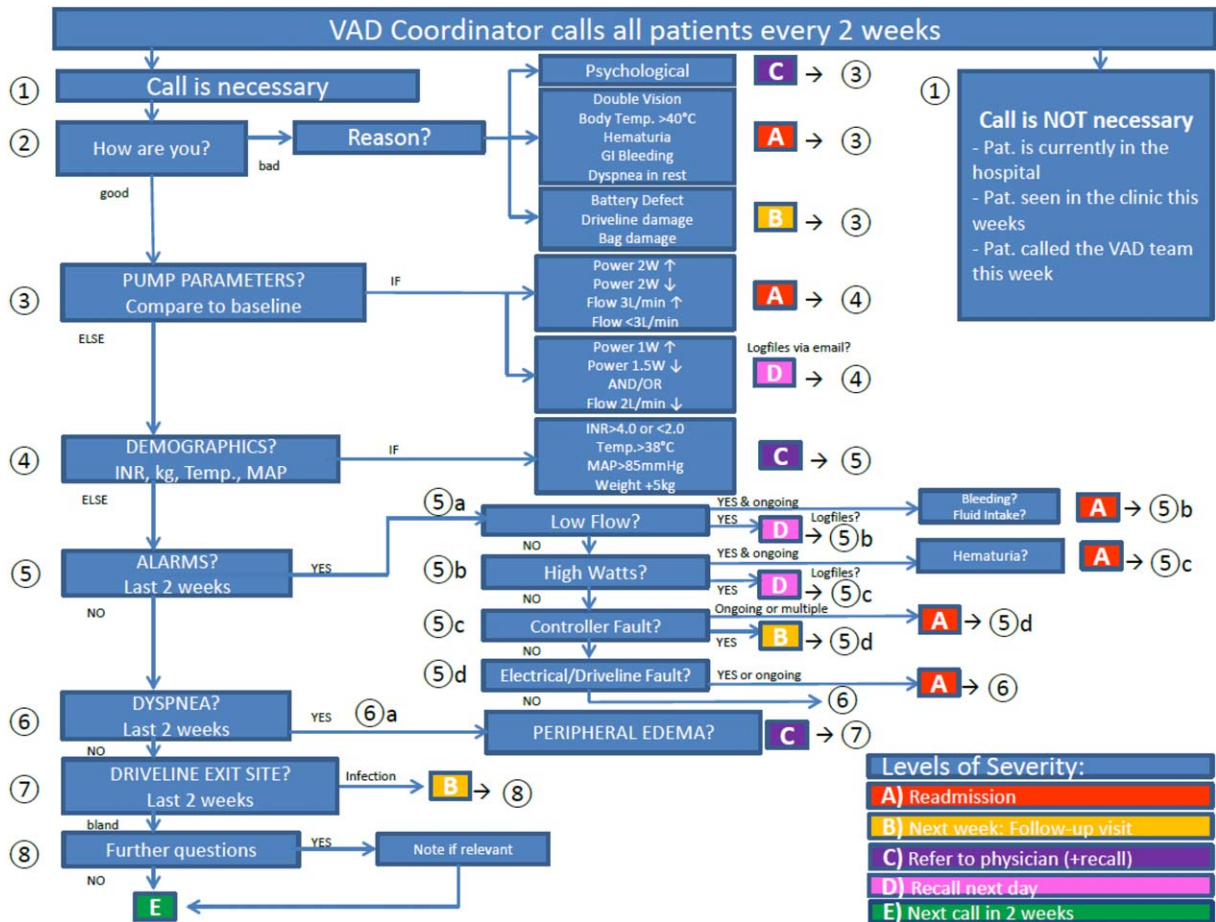 VAD Coordinator calls all patients every 2 weeks
① Call is necessary
② How are you?
bad
good
Reason?
Psychological
C → ③
Double Vision
Body Temp. >40°C
Hematuria
GI Bleeding
Dyspnea in rest
A → ③
Battery Defect
Driveline damage
Bag damage
B → ③
①
Call is NOT necessary
- Pat. is currently in the
hospital
- Pat. seen in the clinic this
weeks
- Pat. called the VAD team
this week
③ PUMP PARAMETERS?
Compare to baseline
IF
ELSE
Power 2W ↑
Power 2W ↓
Flow 3L/min ↑
Flow <3L/min
A → ④
Power 1W ↑
Power 1.5W ↓
AND/OR
Flow 2L/min ↓
Logfiles via email?
D → ④
④ DEMOGRAPHICS?
INR, kg, Temp., MAP
IF
ELSE
INR>4.0 or <2.0
Temp.>38°C
MAP>85mmHg
Weight +5kg
C → ⑤
⑤ ALARMS?
Last 2 weeks
YES
NO
⑤a Low Flow?
YES & ongoing
Bleeding?
Fluid Intake?
A → ⑤b
YES
Logfiles?
D → ⑤b
NO
⑤b High Watts?
YES & ongoing
Hematuria?
A → ⑤c
YES
Logfiles?
D → ⑤c
NO
⑤c Controller Fault?
Ongoing or multiple
A → ⑤d
YES
B → ⑤d
NO
⑤d Electrical/Driveline Fault?
YES or ongoing
A → ⑥
NO
⑥
⑥ DYSPNEA?
Last 2 weeks
YES
⑥a
NO
PERIPHERAL EDEMA?
C → ⑦
⑦ DRIVELINE EXIT SITE?
Last 2 weeks
Infection
B → ⑧
bland
⑧ Further questions
YES
Note if relevant
NO
E
Levels of Severity:
A) Readmission
B) Next week: Follow-up visit
C) Refer to physician (+recall)
D) Recall next day
E) Next call in 2 weeks